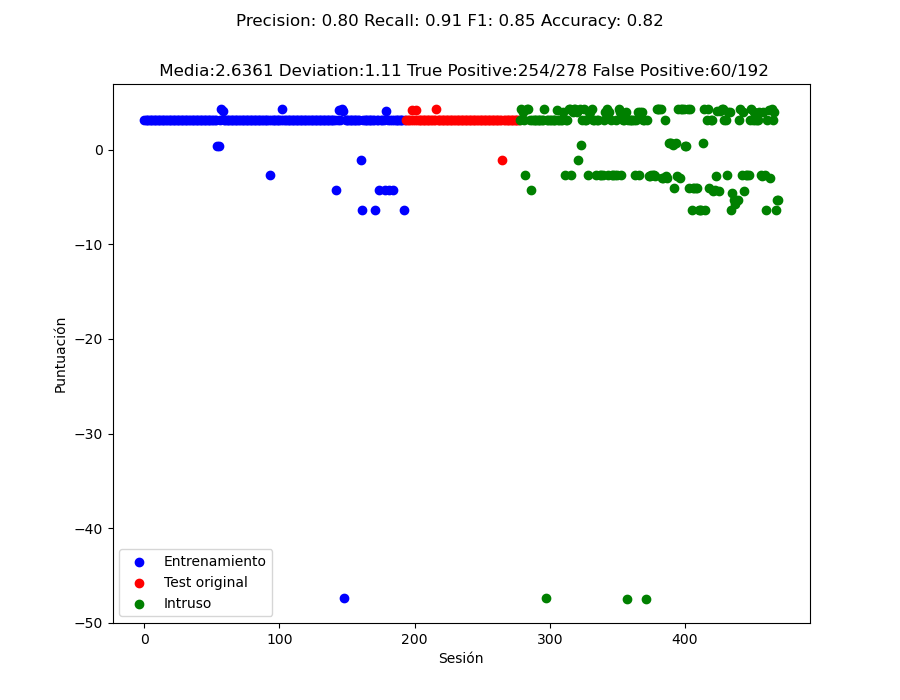 Precision: 0.80 Recall: 0.91 F1: 0.85 Accuracy: 0.82
Media:2.6361 Deviation:1.11 True Positive:254/278 False Positive:60/192
0
−10
−20
−30
−40
−50
Puntuación
Entrenamiento
Test original
Intruso
0 100 200 300 400
Sesión